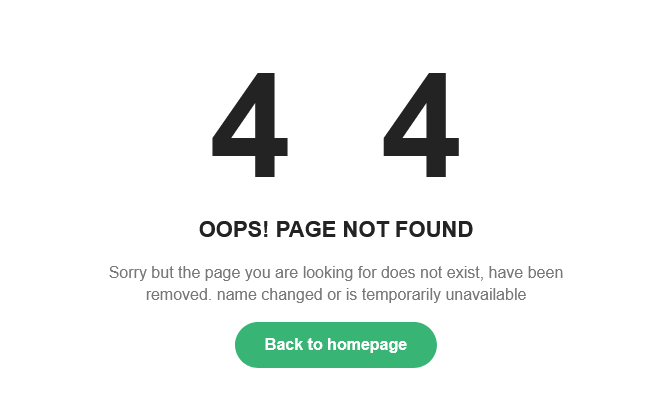 4 4
OOPS! PAGE NOT FOUND
Sorry but the page you are looking for does not exist, have been
removed. name changed or is temporarily unavailable
Back to homepage